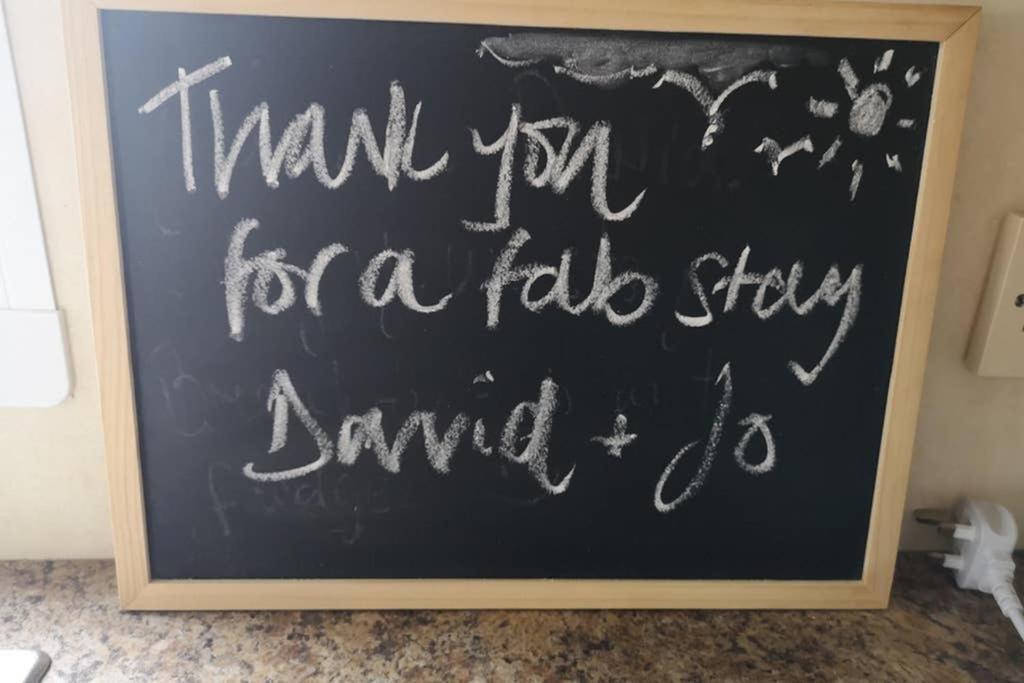 Thank you
for a fab stay
David + Jo